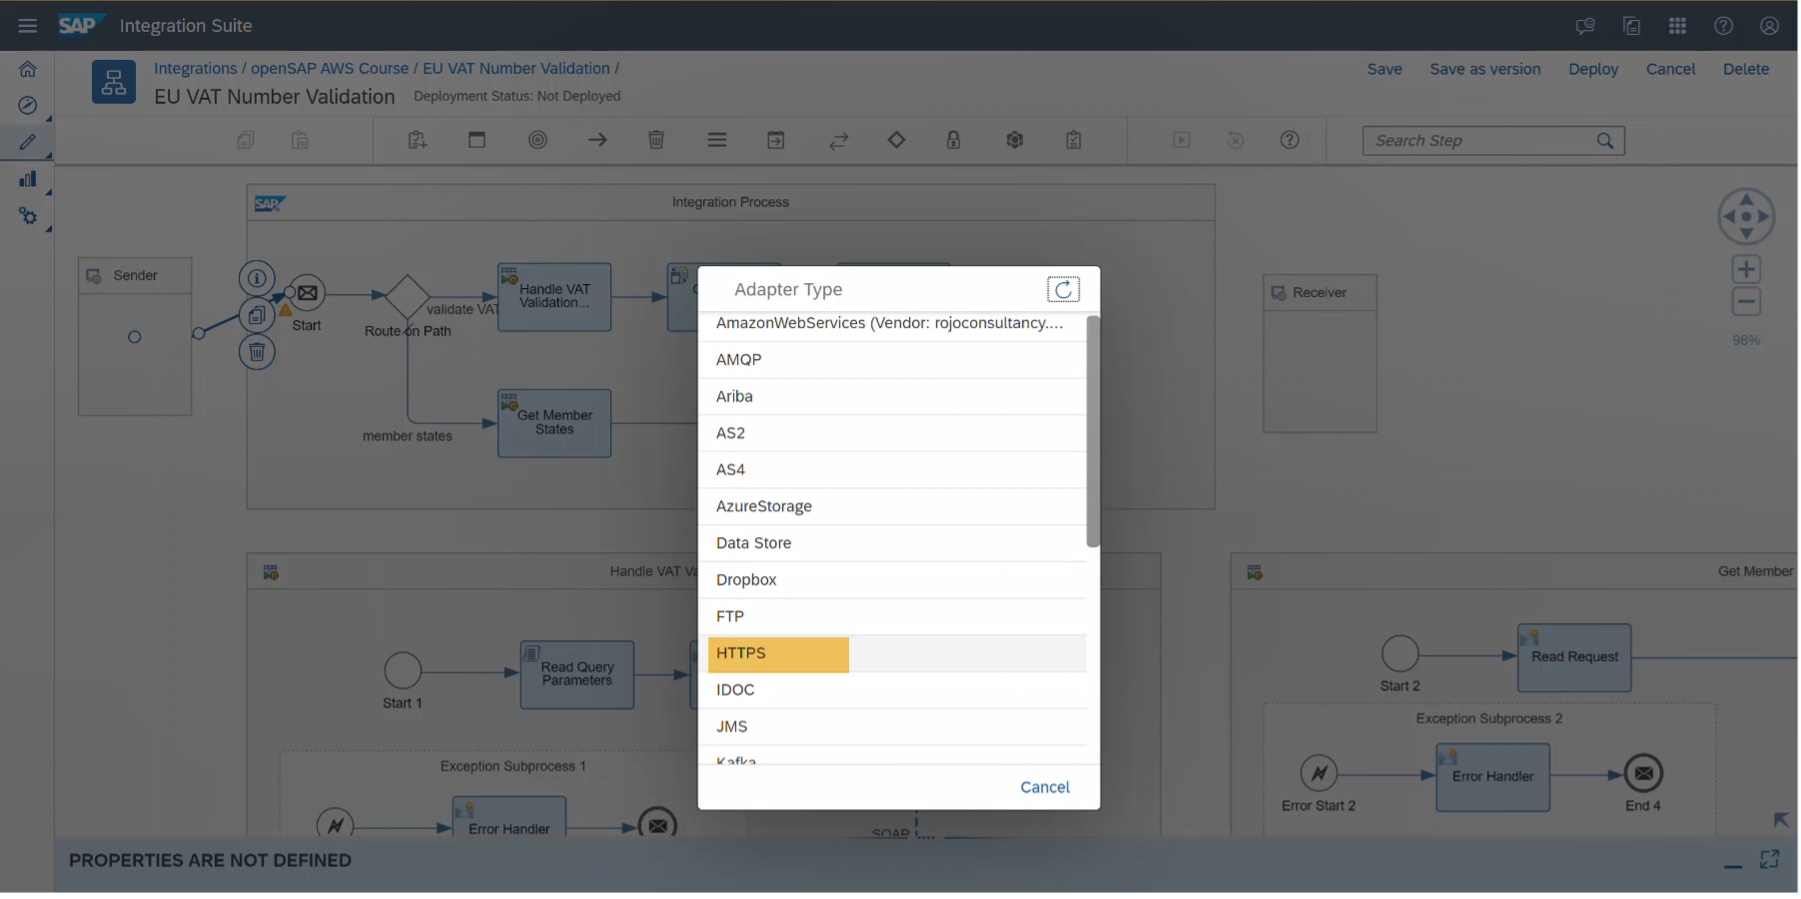 SAP Integration Suite
Integrations / openSAP AWS Course / EU VAT Number Validation /
EU VAT Number Validation
Deployment Status: Not Deployed
Save
Save as version
Deploy
Cancel
Delete
Search Step
SAP
Integration Process
Sender
Start
Route on Path
validate VAT
Handle VAT
Validation...
Get Member
States
member states
Receiver
98%
Adapter Type
AmazonWebServices (Vendor: rojoconsultancy....
AMQP
Ariba
AS2
AS4
AzureStorage
Data Store
Dropbox
FTP
HTTPS
IDOC
JMS
Kafka
Cancel
Handle VAT Va
Start 1
Read Query
Parameters
Exception Subprocess 1
Error Handler
SOAP
Get Member
Start 2
Read Request
Exception Subprocess 2
Error Start 2
Error Handler
End 4
PROPERTIES ARE NOT DEFINED